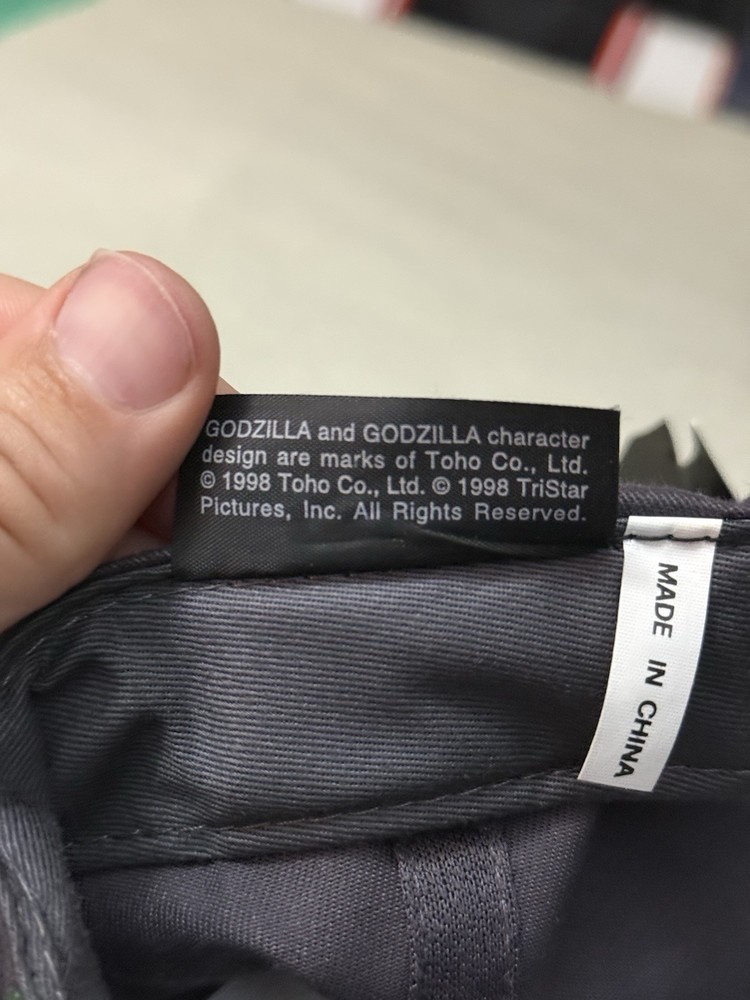 GODZILLA and GODZILLA character
design are marks of Toho Co., Ltd.
© 1998 Toho Co., Ltd. © 1998 TriStar
Pictures, Inc. All Rights Reserved.
MADE IN CHINA